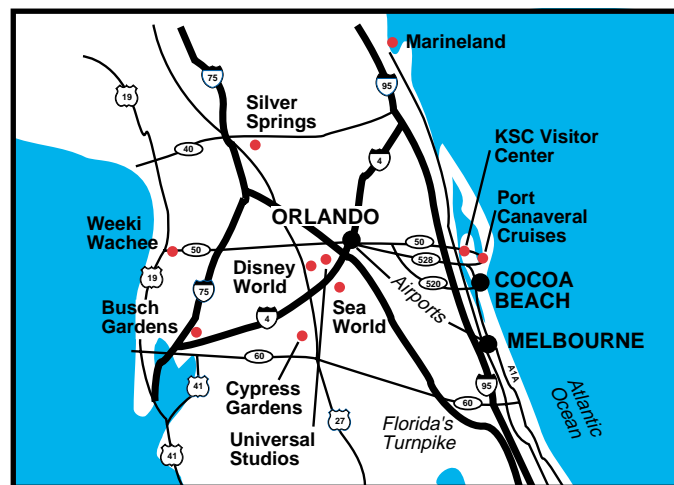 Marineland
75
95
19
Silver
Springs
KSC Visitor
Center
40
4
Port
Canaveral
Cruises
ORLANDO
Weeki
Wachee
50
50
528
Disney
World
19
520
COCOA
BEACH
75
Airports
Sea
World
Busch
Gardens
4
MELBOURNE
60
A1A
Cypress
Gardens
41
95
60
Atlantic
Ocean
Universal
Studios
27
Florida's
Turnpike
41